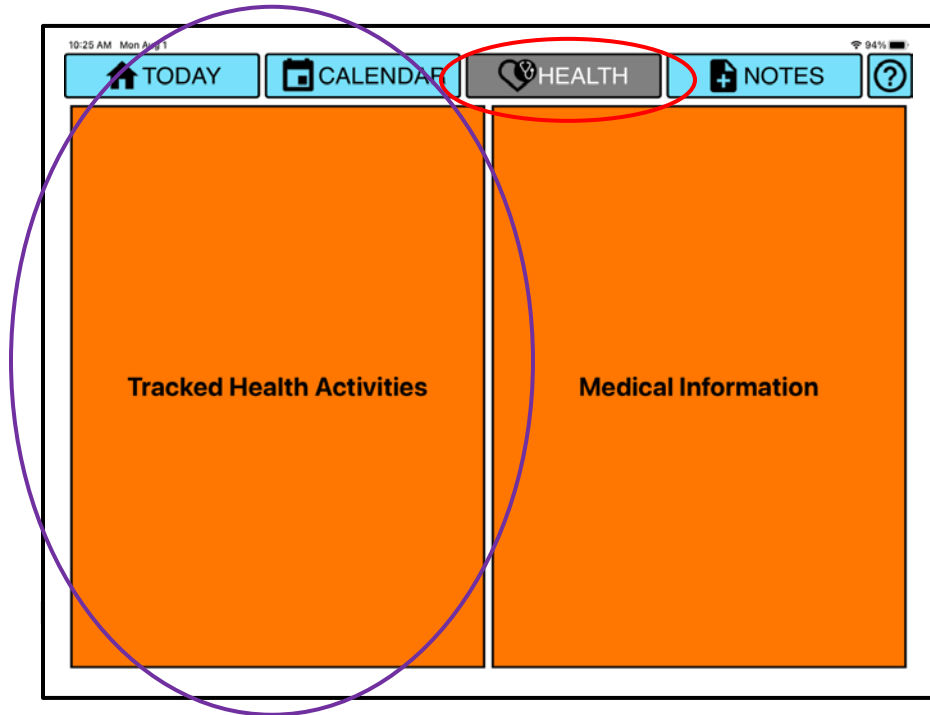 10:25 AM Mon Aug 1 94%
TODAY CALENDAR HEALTH NOTES ?
Tracked Health Activities Medical Information